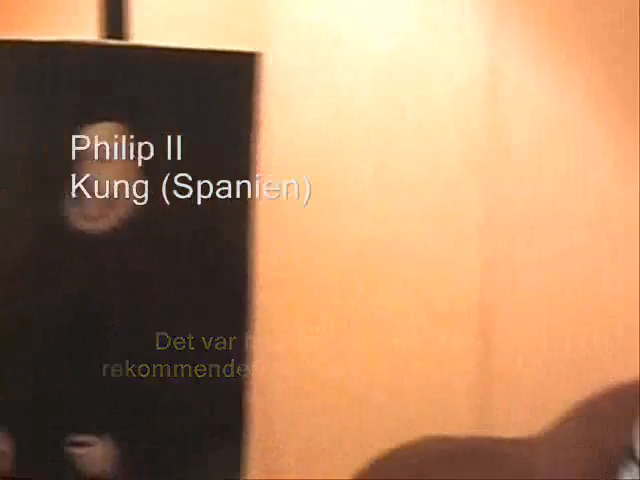 Philip II
Kung (Spanien)
Det var
rekommende